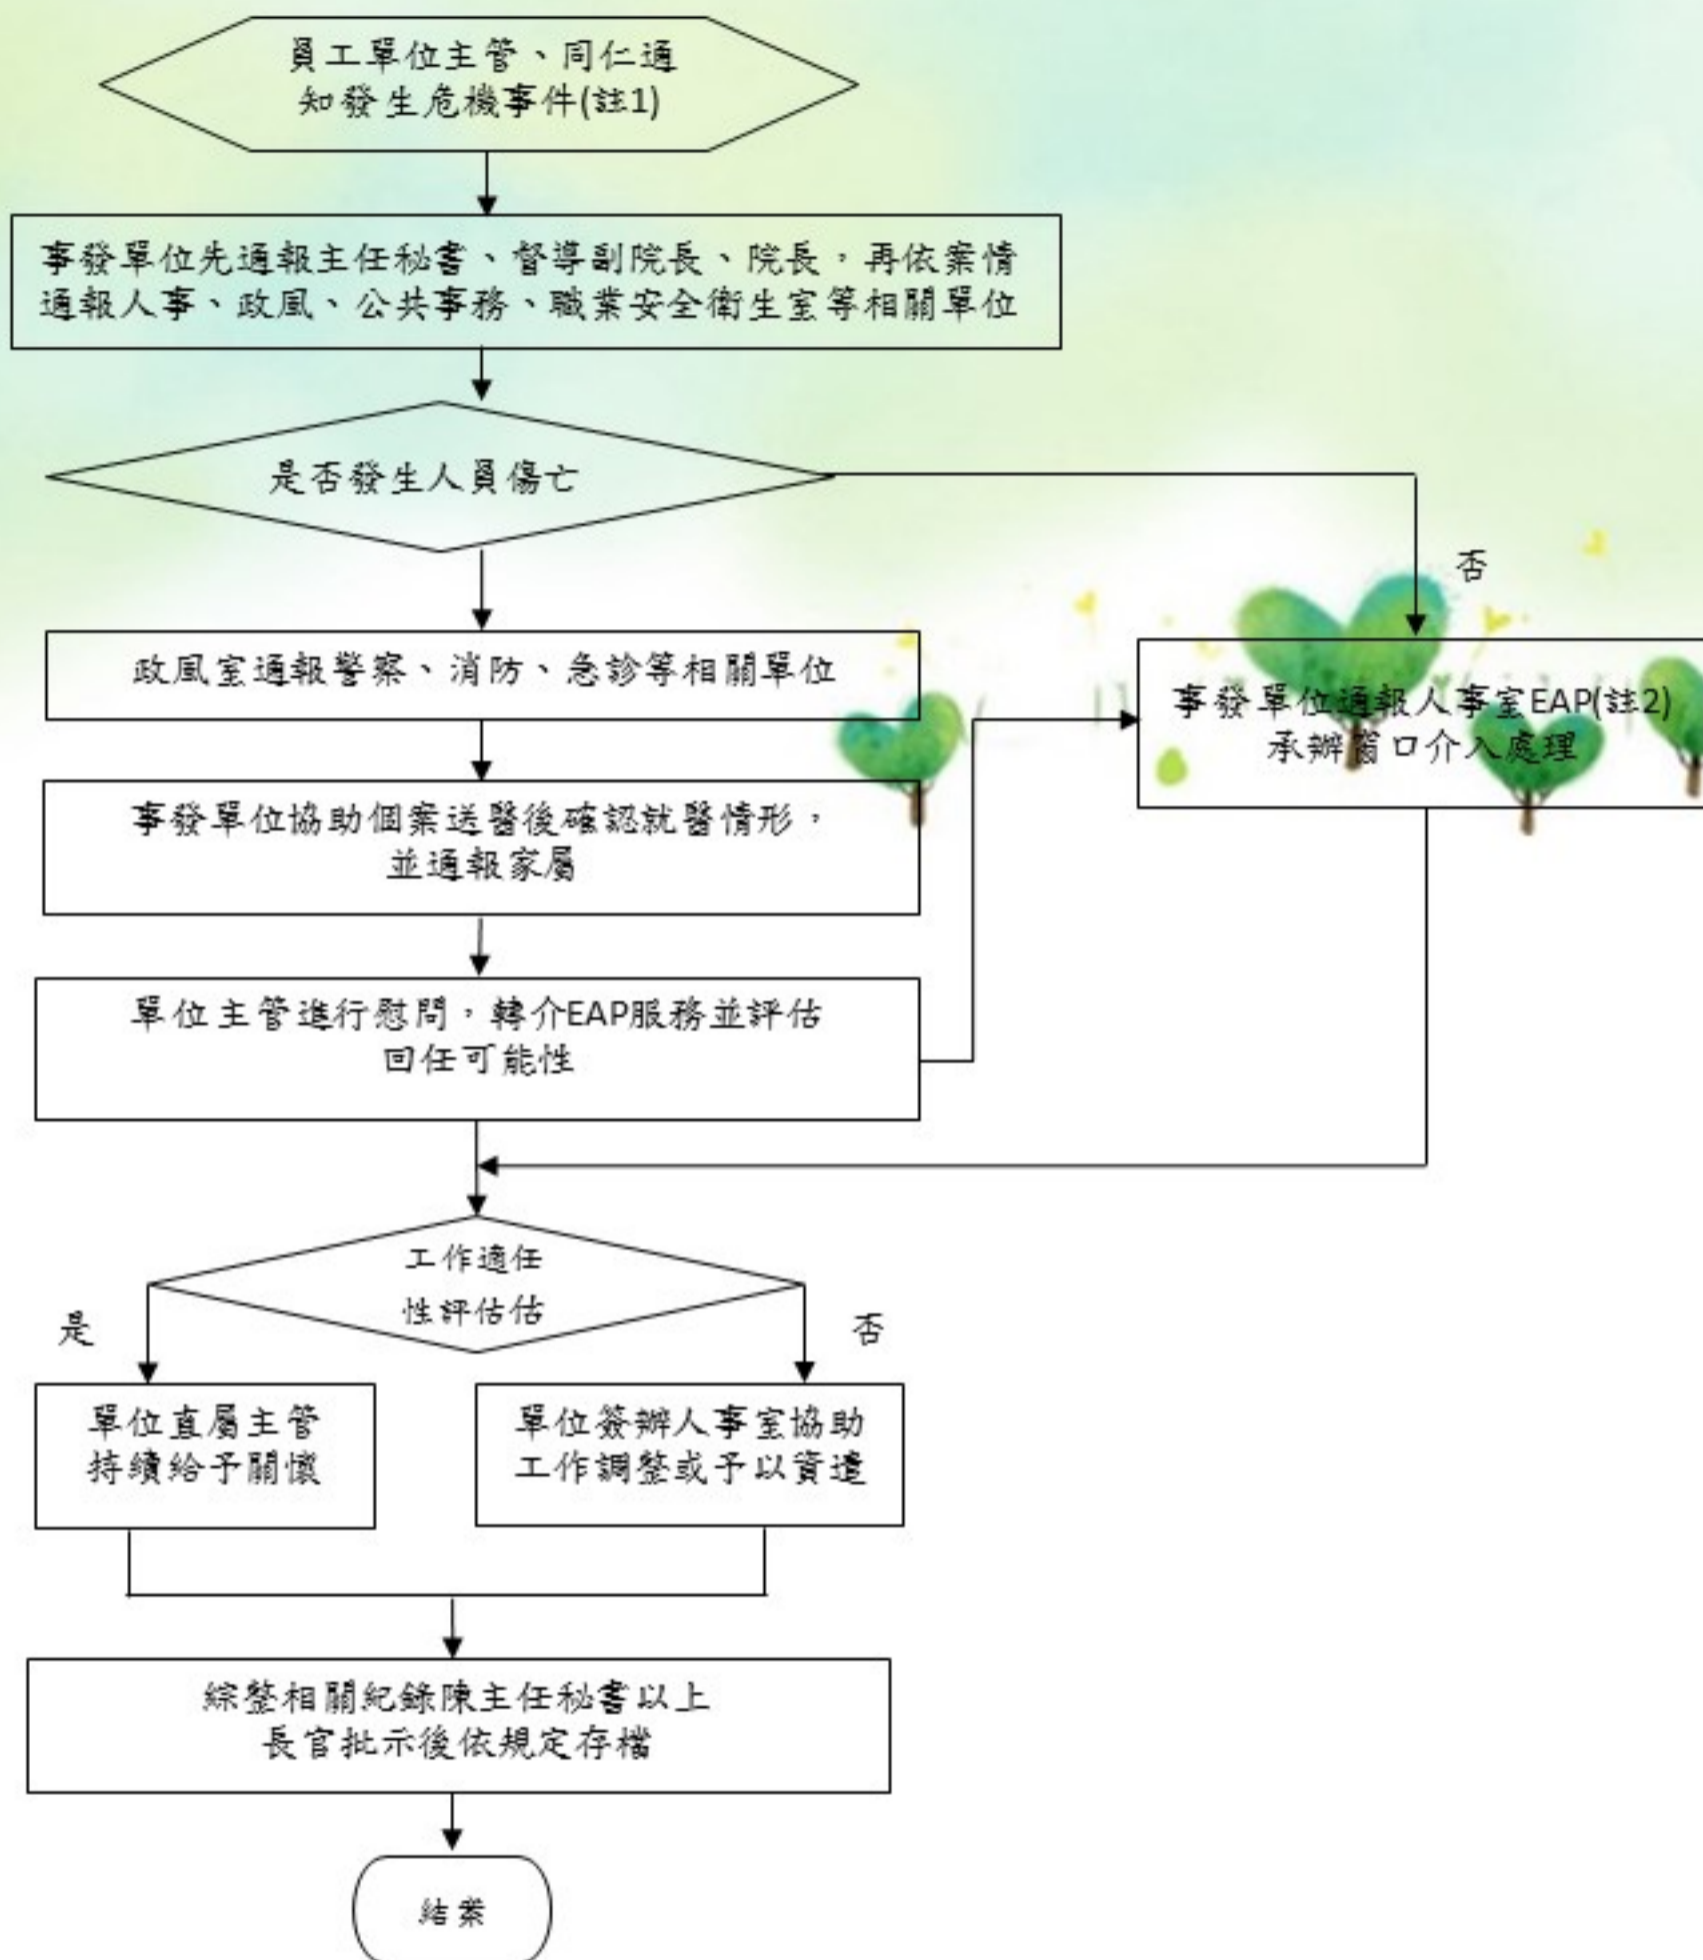 員工單位主管、同仁通
知發生危機事件(註1)
事發單位先通報主任秘書、督導副院長、院長，再依案情
通報人事、政風、公共事務、職業安全衛生室等相關單位
是否發生人員傷亡
否
政風室通報警察、消防、急診等相關單位
事發單位通報人事室EAP(註2)
承辦窗口介入處理
事發單位協助個案送醫後確認就醫情形，
並通報家屬
單位主管進行慰問，轉介EAP服務並評估
回任可能性
工作適任
性評估估
是
否
單位直屬主管
持續給予關懷
單位簽辦人事室協助
工作調整或予以資遣
綜整相關紀錄陳主任秘書以上
長官批示後依規定存檔
結案